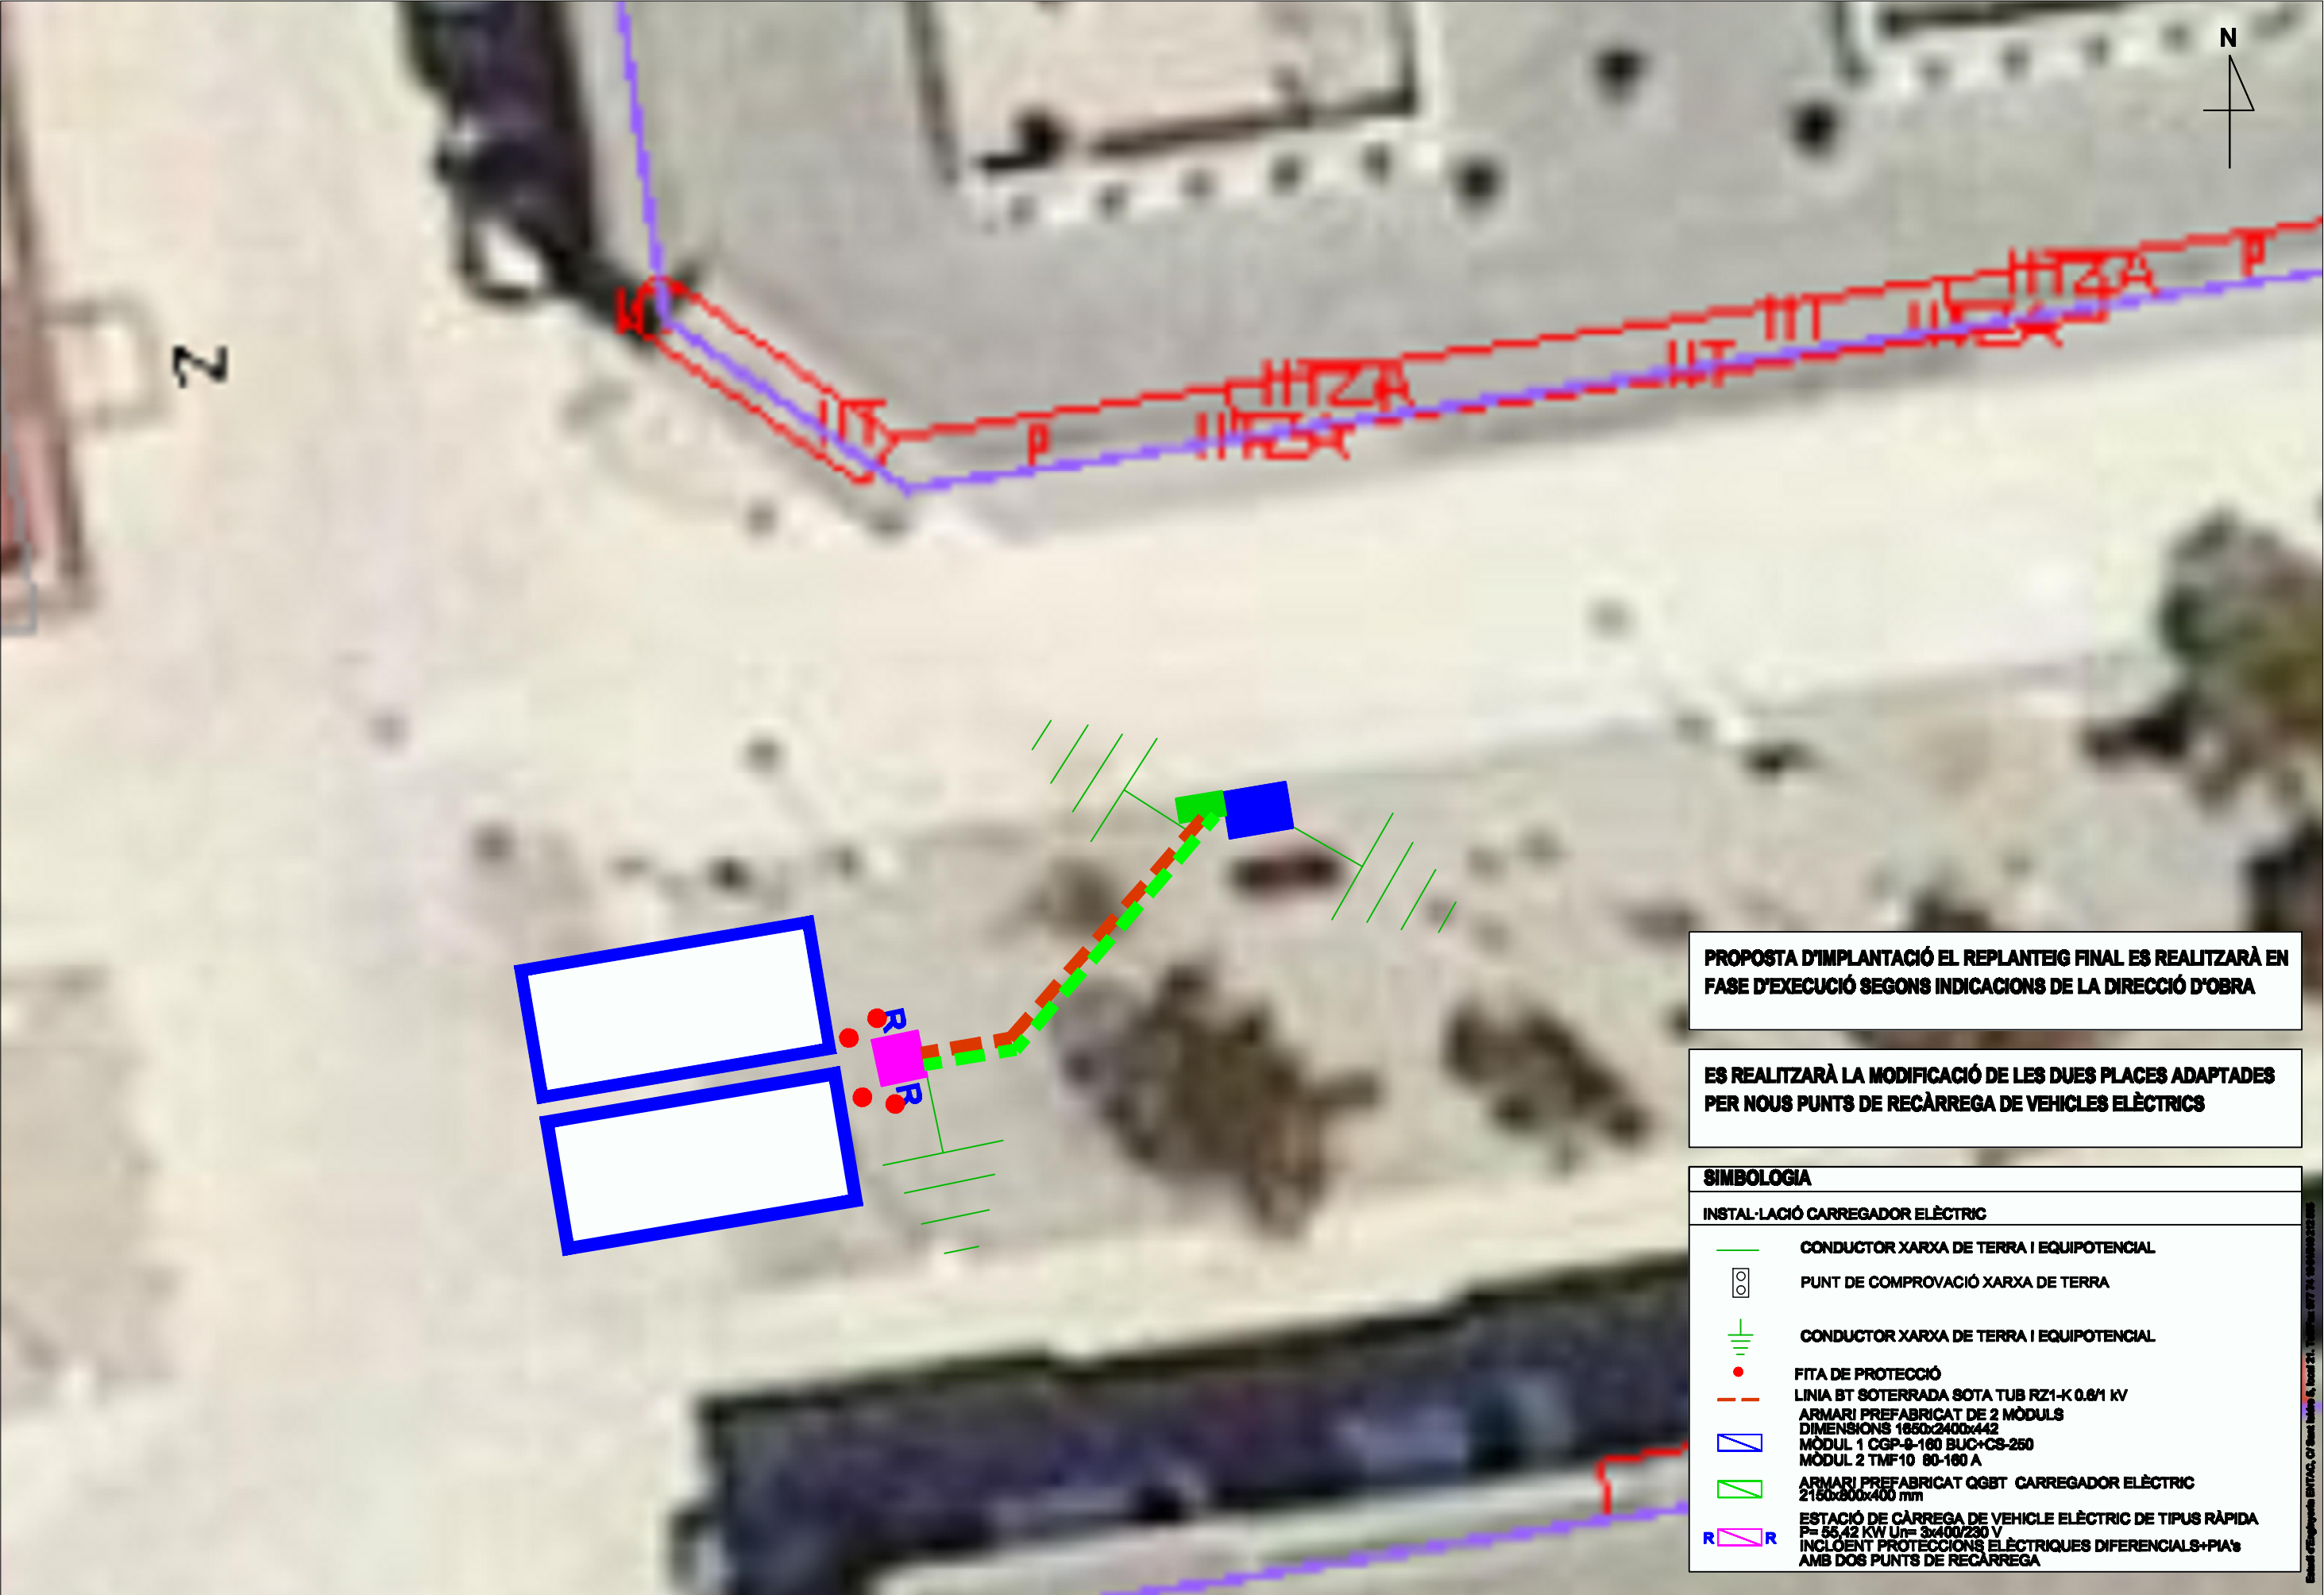 N
2
HTZA
P
HT
HTZA
P
PROPOSTA D'IMPLANTACIÓ EL REPLANTEIG FINAL ES REALITZARÀ EN
FASE D'EXECUCIÓ SEGONS INDICACIONS DE LA DIRECCIÓ D'OBRA
R
R
ES REALITZARÀ LA MODIFICACIÓ DE LES DUES PLACES ADAPTADES
PER NOUS PUNTS DE RECÀRREGA DE VEHICLES ELÈCTRICS
SIMBOLOGIA
INSTAL·LACIÓ CARREGADOR ELÈCTRIC
CONDUCTOR XARXA DE TERRA I EQUIPOTENCIAL
PUNT DE COMPROVACIÓ XARXA DE TERRA
CONDUCTOR XARXA DE TERRA I EQUIPOTENCIAL
FITA DE PROTECCIÓ
LINIA BT SOTERRADA SOTA TUB RZ1-K 0.6/1 kV
ARMARI PREFABRICAT DE 2 MÒDULS
DIMENSIONS 1650x2400x442
MÒDUL 1 CGP-9-160 BUC+CS-250
MÒDUL 2 TMF10 80-160 A
ARMARI PREFABRICAT QGBT CARREGADOR ELÈCTRIC
2150x800x400 mm
ESTACIÓ DE CÀRREGA DE VEHICLE ELÈCTRIC DE TIPUS RÀPIDA
P= 55,42 KW Un= 3x400/230 V
R R INCLOENT PROTECCIONS ELÈCTRIQUES DIFERENCIALS+PIA's
AMB DOS PUNTS DE RECÀRREGA